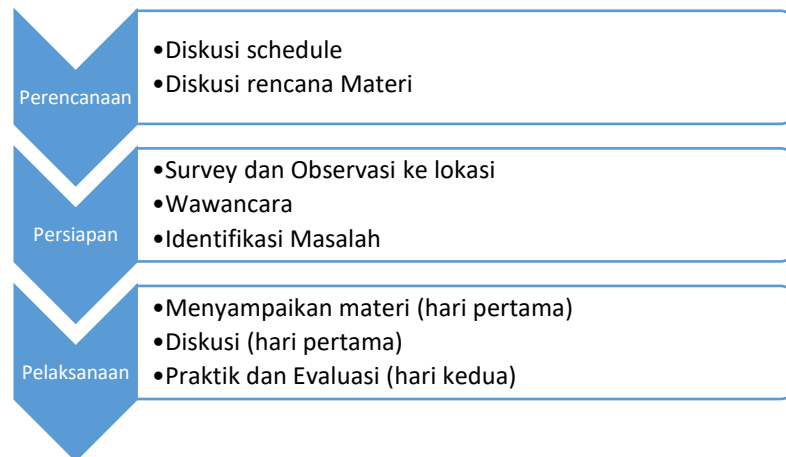 Perencanaan
•Diskusi schedule
•Diskusi rencana Materi
Persiapan
•Survey dan Observasi ke lokasi
•Wawancara
•Identifikasi Masalah
Pelaksanaan
•Menyampaikan materi (hari pertama)
•Diskusi (hari pertama)
•Praktik dan Evaluasi (hari kedua)